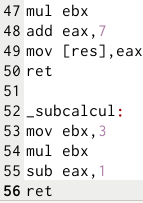 47 mul ebx
48 add eax,7
49 mov [res],eax
50 ret
51
52 _subcalcul:
53 mov ebx,3
54 mul ebx
55 sub eax,1
56 ret